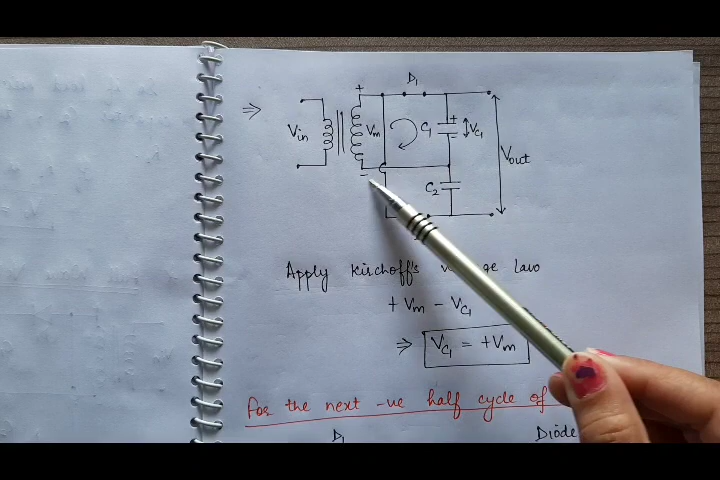 D1
+
⇒
Vin
Vm
C1
+
VC1
-
C2
Vout
Apply Kirchoff's law
+ Vm - VC1
⇒ VC1 = +Vm
For the next -ve half cycle of
D1
Diode